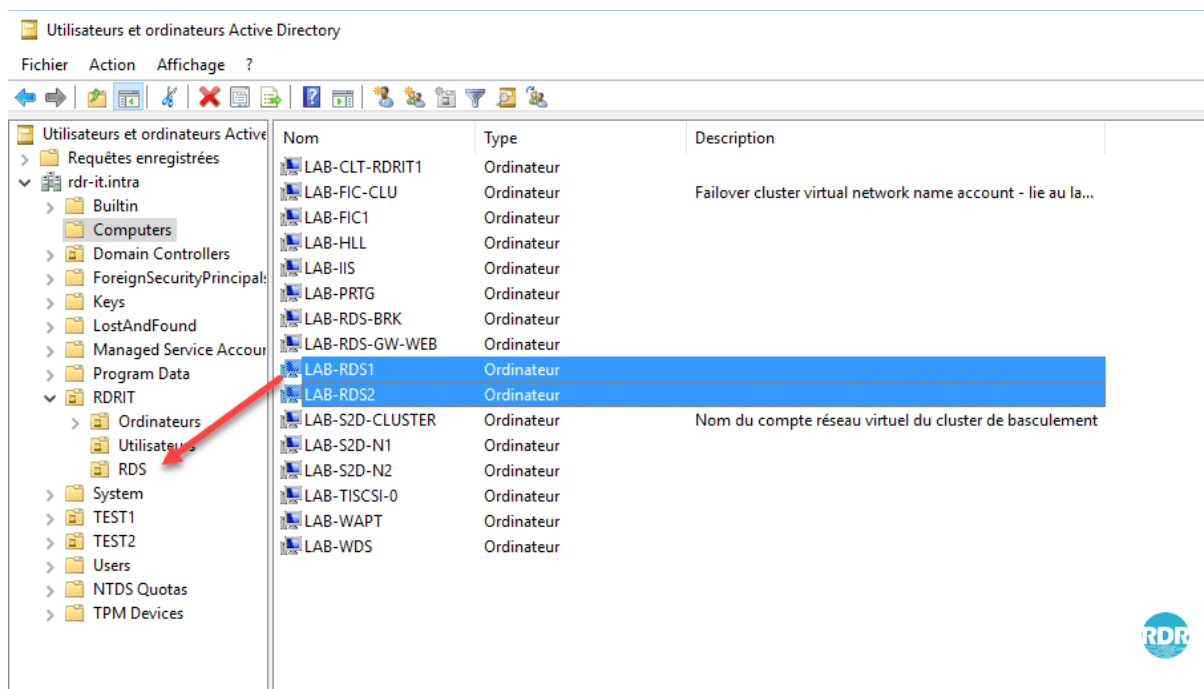 Utilisateurs et ordinateurs Active Directory
Fichier Action Affichage ?
Utilisateurs et ordinateurs Active
Requêtes enregistrées
rdr-it.intra
Builtin
Computers
Domain Controllers
ForeignSecurityPrincipal
Keys
LostAndFound
Managed Service Accour
Program Data
RDRIT
Ordinateurs
Utilisateurs
RDS
System
TEST1
TEST2
Users
NTDS Quotas
TPM Devices
Nom Type Description
LAB-CLT-RDRIT1 Ordinateur
LAB-FIC-CLU Ordinateur Failover cluster virtual network name account - lie au la...
LAB-FIC1 Ordinateur
LAB-HLL Ordinateur
LAB-IIS Ordinateur
LAB-PRTG Ordinateur
LAB-RDS-BRK Ordinateur
LAB-RDS-GW-WEB Ordinateur
LAB-RDS1 Ordinateur
LAB-RDS2 Ordinateur
LAB-S2D-CLUSTER Ordinateur Nom du compte réseau virtuel du cluster de basculement
LAB-S2D-N1 Ordinateur
LAB-S2D-N2 Ordinateur
LAB-TISCSI-0 Ordinateur
LAB-WAPT Ordinateur
LAB-WDS Ordinateur
RDR